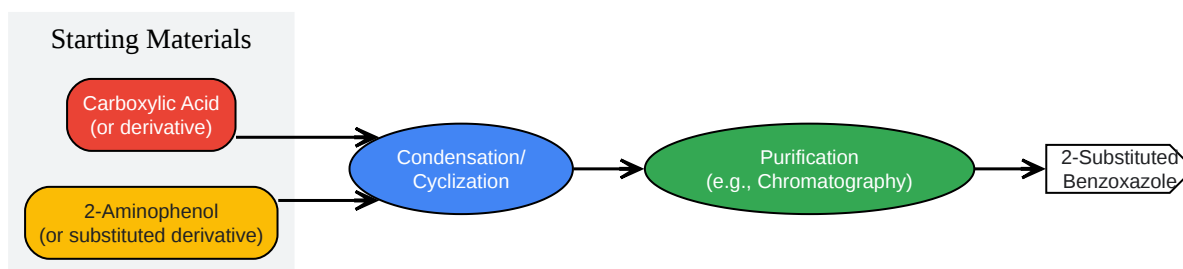 Starting Materials
Carboxylic Acid
(or derivative)
2-Aminophenol
(or substituted derivative)
Condensation/
Cyclization
Purification
(e.g., Chromatography)
2-Substituted
Benzoxazole